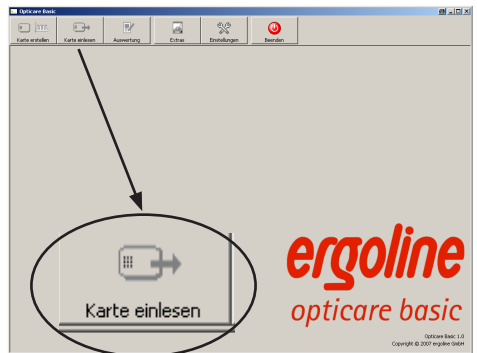 Opticare Basic
Karte erstellen Karte einlesen Auswertung Extras Einstellungen Beenden
Karte einlesen
ergoline
opticare basic
Opticare Basic 1.0
Copyright © 2007 ergoline GmbH